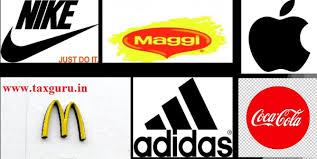 NIKE
JUST DO IT.
Maggi
www.taxguru.in
M
adidas
Coca-Cola